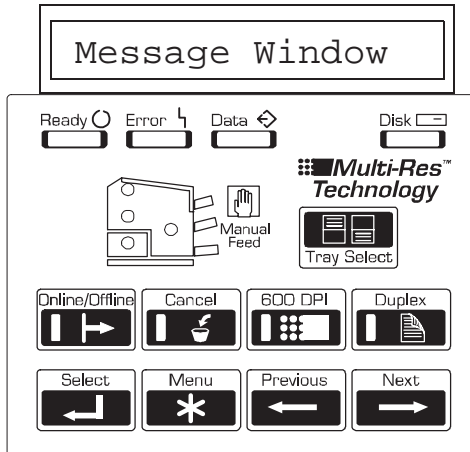 Message Window
Ready Error Data Disk
Multi-Res™
Technology
Manual
Feed
Tray Select
Online/Offline Cancel 600 DPI Duplex
Select Menu Previous Next